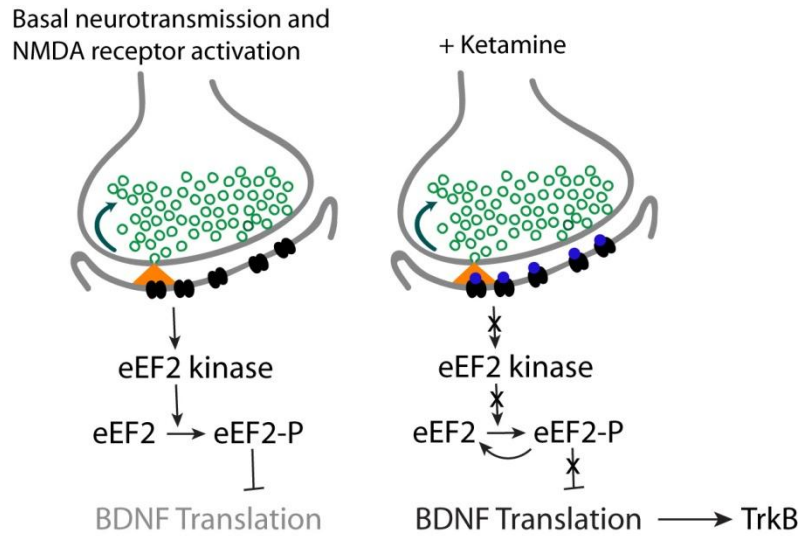 Basal neurotransmission and
NMDA receptor activation
eEF2 kinase
eEF2
eEF2-P
BDNF Translation
+ Ketamine
X
eEF2 kinase
X
eEF2
eEF2-P
X
BDNF Translation
TrkB